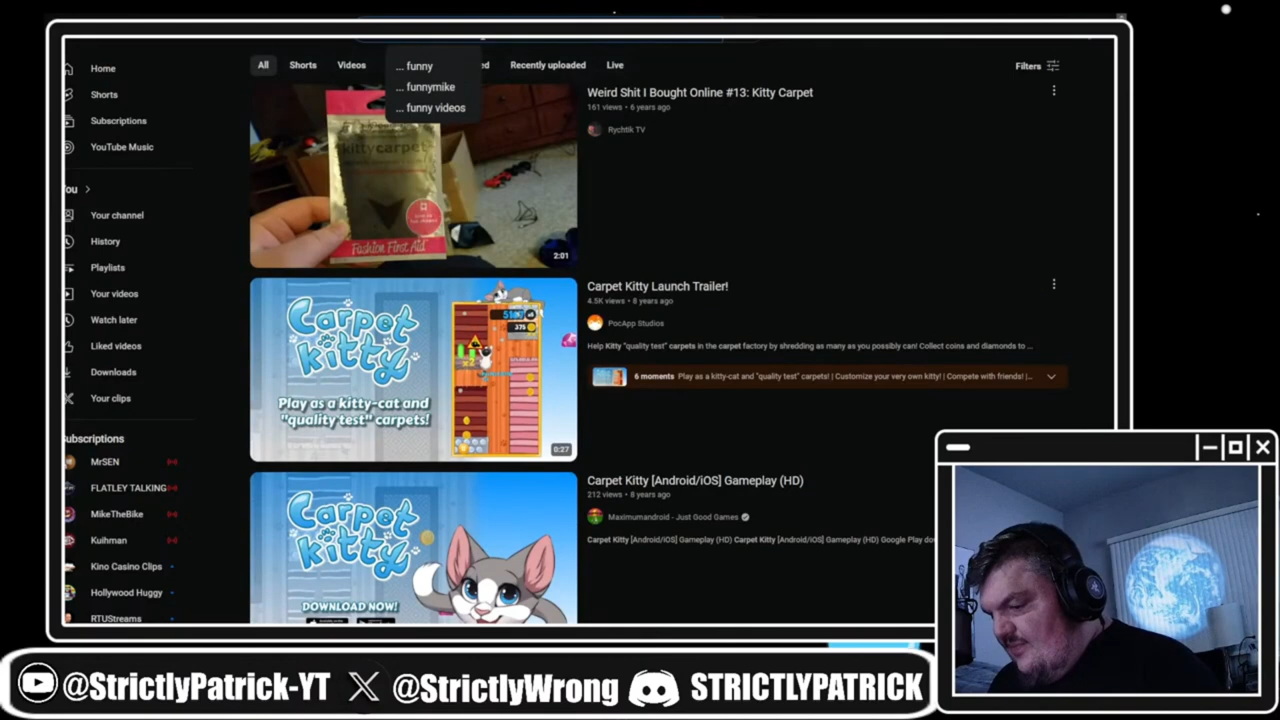 All
Shorts
Videos
... funny
... funnymike
... funny videos
ed
Recently uploaded
Live
Filters
Home
Shorts
Subscriptions
YouTube Music
ou
Your channel
History
Playlists
Your videos
Watch later
Liked videos
Downloads
Your clips
Subscriptions
MrSEN
FLATLEY TALKING
MikeTheBike
Kuihman
Kino Casino Clips
Hollywood Huggy
RTUStreams
kittycarpet
Fashion First Aid
2:01
Weird Shit I Bought Online #13: Kitty Carpet
161 views • 6 years ago
Rychtik TV
Carpet
Kitty
Play as a kitty-cat and
"quality test" carpets!
375
x2
0:27
Carpet Kitty Launch Trailer!
4.5K views • 8 years ago
PocApp Studios
Help Kitty "quality test" carpets in the carpet factory by shredding as many as you possibly can! Collect coins and diamonds to ...
6 moments Play as a kitty-cat and "quality test" carpets! | Customize your very own kitty! | Compete with friends! |...
Carpet
Kitty
DOWNLOAD NOW!
Carpet Kitty [Android/iOS] Gameplay (HD)
212 views • 8 years ago
Maximumandroid - Just Good Games
Carpet Kitty [Android/iOS] Gameplay (HD) Carpet Kitty [Android/iOS] Gameplay (HD) Google Play do
@StrictlyPatrick-YT
@StrictlyWrong
STRICTLYPATRICK